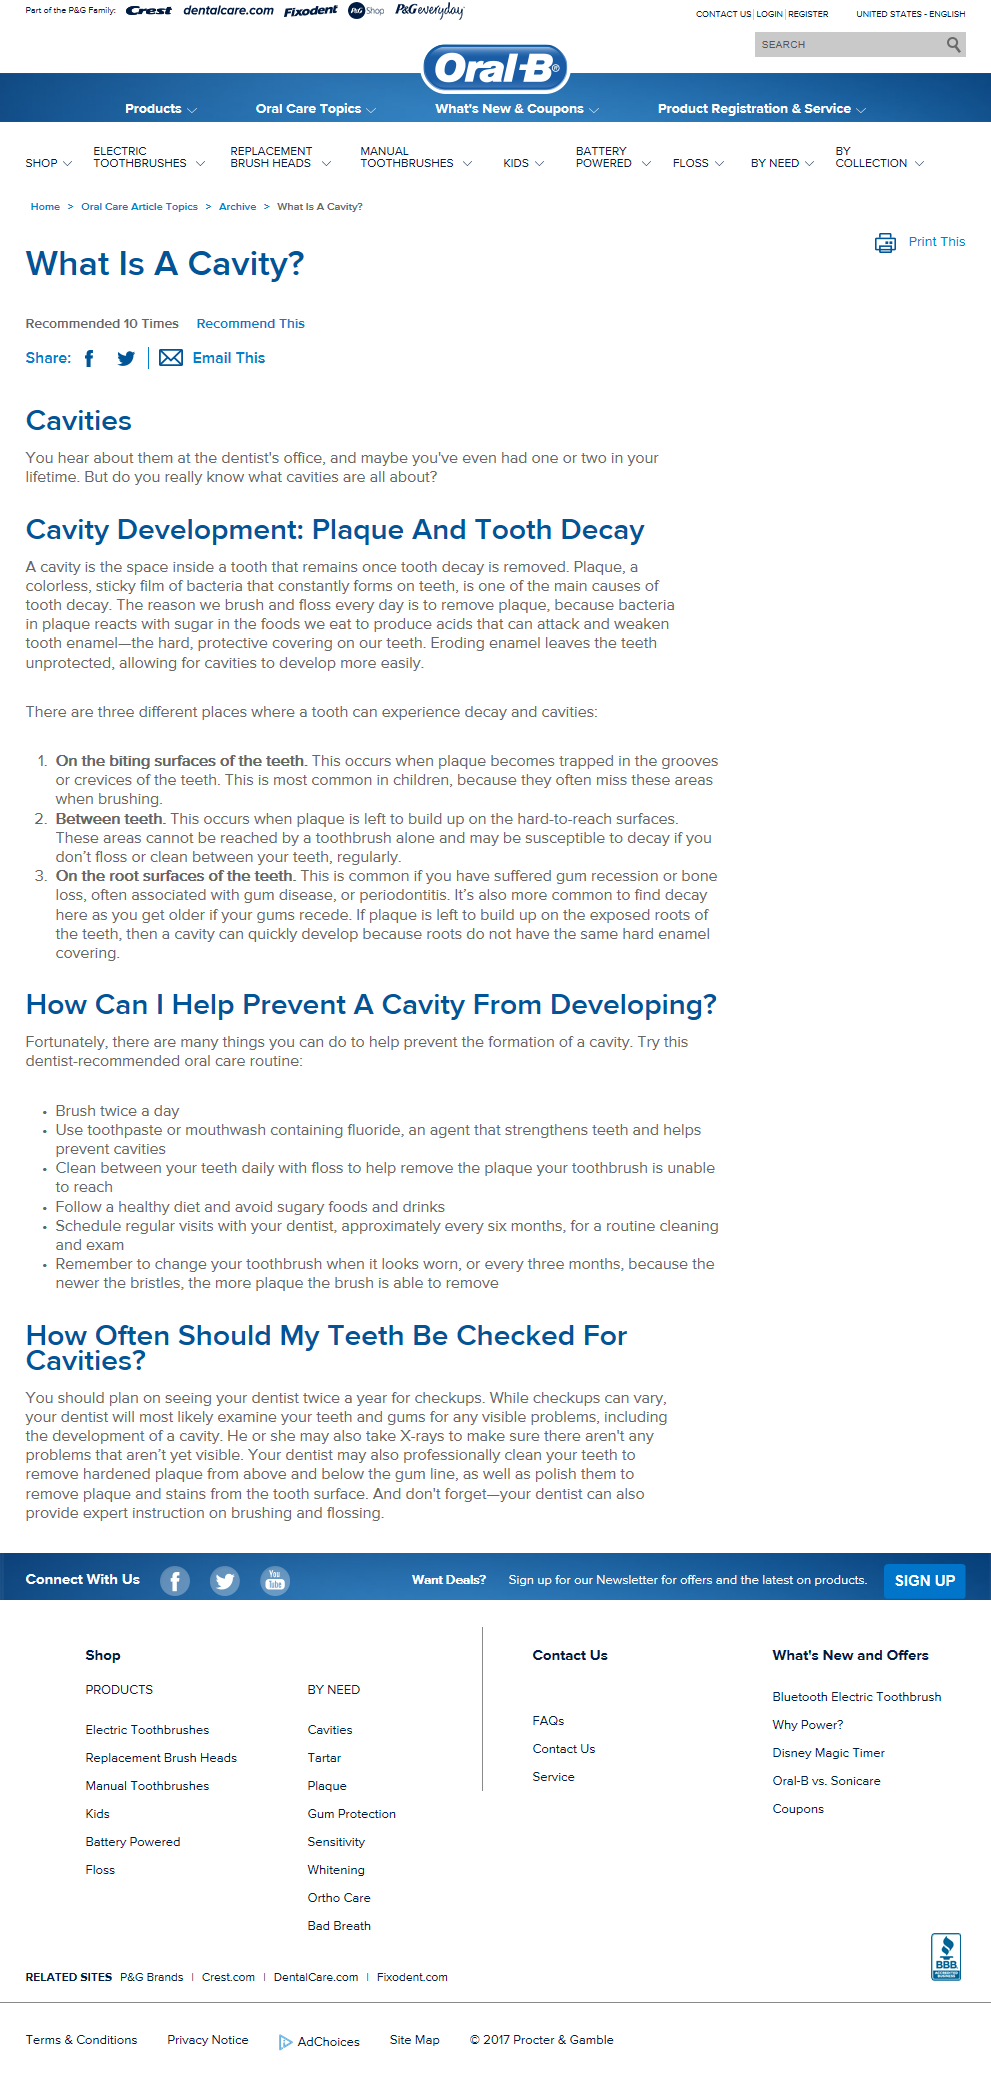 Part of the P&G Family: Crest dentalcare.com Fixodent P&G Shop P&G everyday
CONTACT US | LOGIN | REGISTER UNITED STATES - ENGLISH
SEARCH
Oral-B®
Products Oral Care Topics What's New & Coupons Product Registration & Service
SHOP ELECTRIC TOOTHBRUSHES REPLACEMENT BRUSH HEADS MANUAL TOOTHBRUSHES KIDS BATTERY POWERED FLOSS BY NEED BY COLLECTION
Home > Oral Care Article Topics > Archive > What Is A Cavity?
Print This
What Is A Cavity?
Recommended 10 Times Recommend This
Share: Email This
Cavities
You hear about them at the dentist's office, and maybe you've even had one or two in your
lifetime. But do you really know what cavities are all about?
Cavity Development: Plaque And Tooth Decay
A cavity is the space inside a tooth that remains once tooth decay is removed. Plaque, a
colorless, sticky film of bacteria that constantly forms on teeth, is one of the main causes of
tooth decay. The reason we brush and floss every day is to remove plaque, because bacteria
in plaque reacts with sugar in the foods we eat to produce acids that can attack and weaken
tooth enamel—the hard, protective covering on our teeth. Eroding enamel leaves the teeth
unprotected, allowing for cavities to develop more easily.
There are three different places where a tooth can experience decay and cavities:
1. On the biting surfaces of the teeth. This occurs when plaque becomes trapped in the grooves
or crevices of the teeth. This is most common in children, because they often miss these areas
when brushing.
2. Between teeth. This occurs when plaque is left to build up on the hard-to-reach surfaces.
These areas cannot be reached by a toothbrush alone and may be susceptible to decay if you
don't floss or clean between your teeth, regularly.
3. On the root surfaces of the teeth. This is common if you have suffered gum recession or bone
loss, often associated with gum disease, or periodontitis. It's also more common to find decay
here as you get older if your gums recede. If plaque is left to build up on the exposed roots of
the teeth, then a cavity can quickly develop because roots do not have the same hard enamel
covering.
How Can I Help Prevent A Cavity From Developing?
Fortunately, there are many things you can do to help prevent the formation of a cavity. Try this
dentist-recommended oral care routine:
• Brush twice a day
• Use toothpaste or mouthwash containing fluoride, an agent that strengthens teeth and helps
prevent cavities
• Clean between your teeth daily with floss to help remove the plaque your toothbrush is unable
to reach
• Follow a healthy diet and avoid sugary foods and drinks
• Schedule regular visits with your dentist, approximately every six months, for a routine cleaning
and exam
• Remember to change your toothbrush when it looks worn, or every three months, because the
newer the bristles, the more plaque the brush is able to remove
How Often Should My Teeth Be Checked For
Cavities?
You should plan on seeing your dentist twice a year for checkups. While checkups can vary,
your dentist will most likely examine your teeth and gums for any visible problems, including
the development of a cavity. He or she may also take X-rays to make sure there aren't any
problems that aren't yet visible. Your dentist may also professionally clean your teeth to
remove hardened plaque from above and below the gum line, as well as polish them to
remove plaque and stains from the tooth surface. And don't forget—your dentist can also
provide expert instruction on brushing and flossing.
Connect With Us You Tube Want Deals? Sign up for our Newsletter for offers and the latest on products. SIGN UP
Shop
PRODUCTS
Electric Toothbrushes
Replacement Brush Heads
Manual Toothbrushes
Kids
Battery Powered
Floss
BY NEED
Cavities
Tartar
Plaque
Gum Protection
Sensitivity
Whitening
Ortho Care
Bad Breath
Contact Us
FAQs
Contact Us
Service
What's New and Offers
Bluetooth Electric Toothbrush
Why Power?
Disney Magic Timer
Oral-B vs. Sonicare
Coupons
BBB.
ACCREDITED
BUSINESS
RELATED SITES P&G Brands | Crest.com | DentalCare.com | Fixodent.com
Terms & Conditions Privacy Notice AdChoices Site Map © 2017 Procter & Gamble